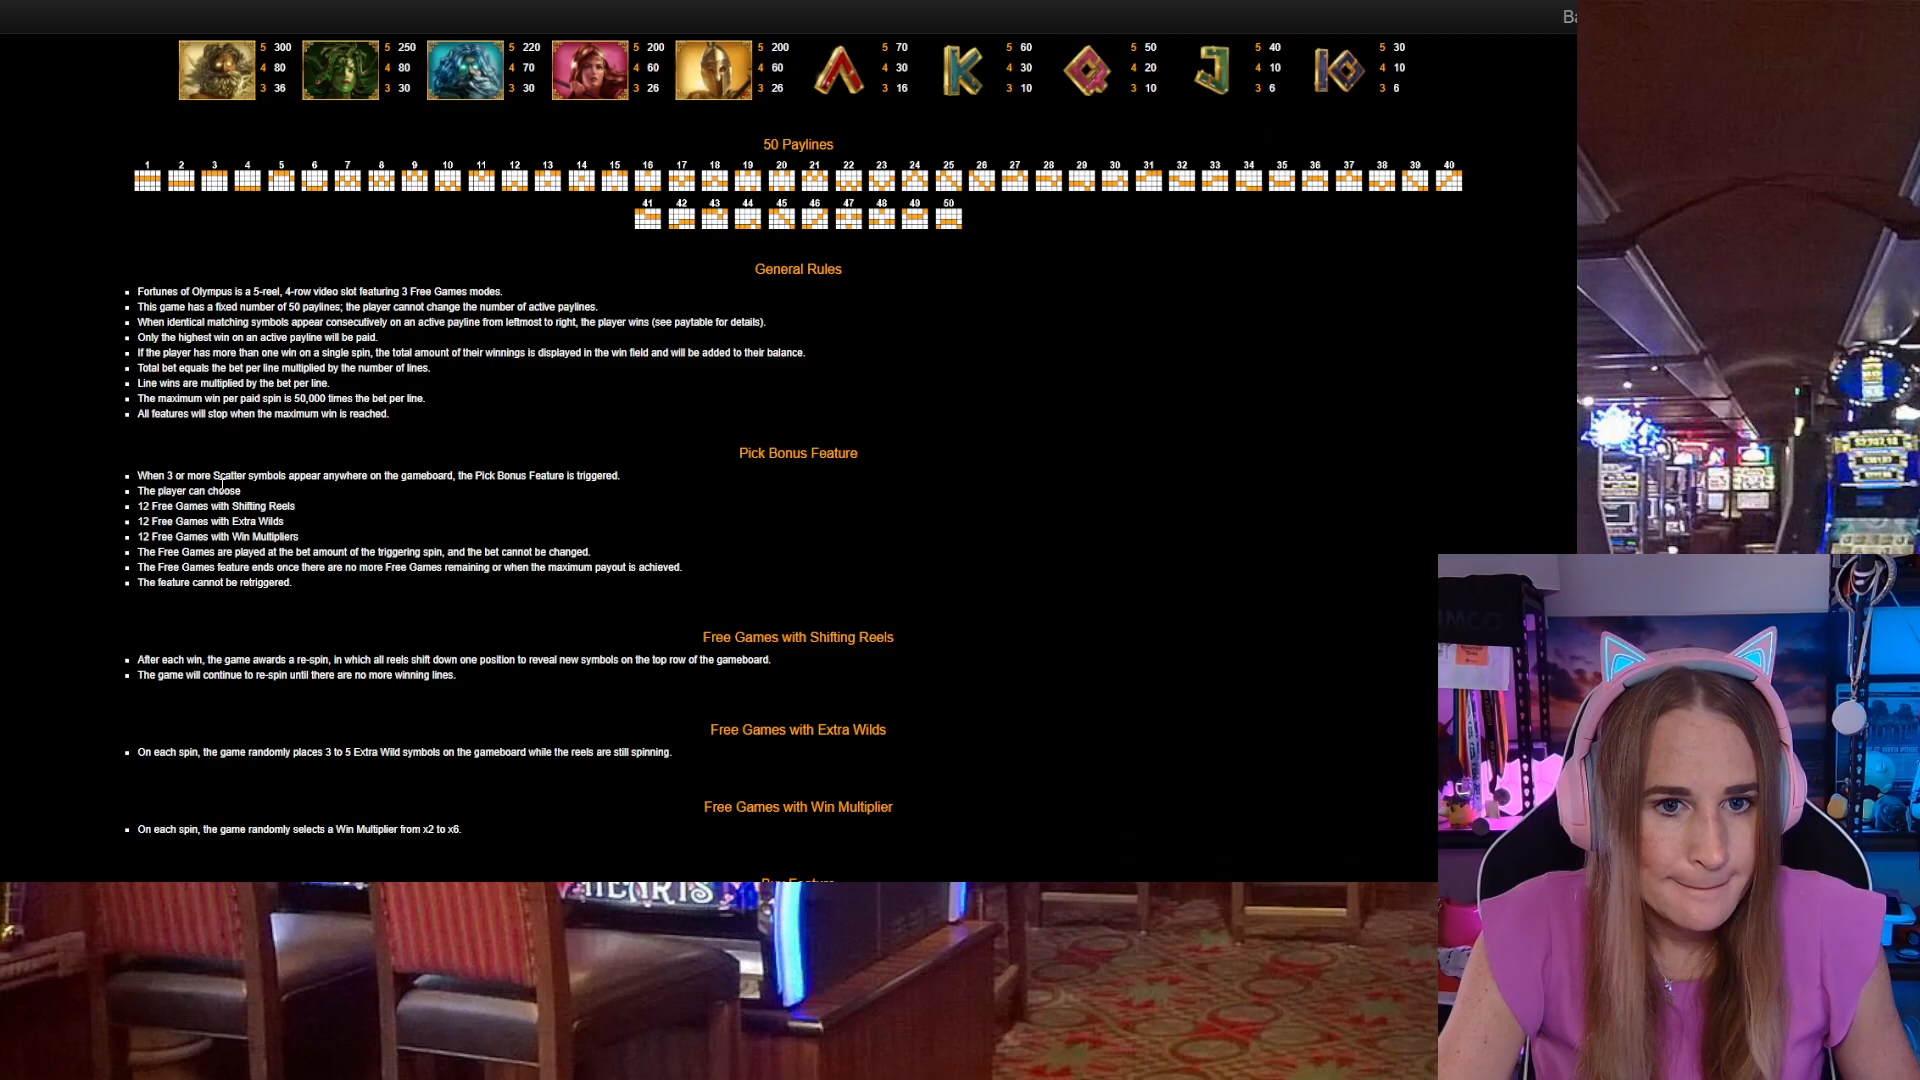 Ba
5 300 5 250 5 220 5 200 5 200 5 70 5 60 5 50 5 40 5 30
4 80 4 80 4 70 4 60 4 60 4 30 4 30 4 20 4 10 4 10
3 36 3 30 3 30 3 26 3 26 3 16 3 10 3 10 3 6 3 6
K Q J 10
50 Paylines
1 2 3 4 5 6 7 8 9 10 11 12 13 14 15 16 17 18 19 20 21 22 23 24 25 26 27 28 29 30 31 32 33 34 35 36 37 38 39 40
41 42 43 44 45 46 47 48 49 50
General Rules
Fortunes of Olympus is a 5-reel, 4-row video slot featuring 3 Free Games modes.
This game has a fixed number of 50 paylines; the player cannot change the number of active paylines.
When identical matching symbols appear consecutively on an active payline from leftmost to right, the player wins (see paytable for details).
Only the highest win on an active payline will be paid.
If the player has more than one win on a single spin, the total amount of their winnings is displayed in the win field and will be added to their balance.
Total bet equals the bet per line multiplied by the number of lines.
Line wins are multiplied by the bet per line.
The maximum win per paid spin is 50,000 times the bet per line.
All features will stop when the maximum win is reached.
Pick Bonus Feature
When 3 or more Scatter symbols appear anywhere on the gameboard, the Pick Bonus Feature is triggered.
The player can choose
12 Free Games with Shifting Reels
12 Free Games with Extra Wilds
12 Free Games with Win Multipliers
The Free Games are played at the bet amount of the triggering spin, and the bet cannot be changed.
The Free Games feature ends once there are no more Free Games remaining or when the maximum payout is achieved.
The feature cannot be retriggered.
Free Games with Shifting Reels
After each win, the game awards a re-spin, in which all reels shift down one position to reveal new symbols on the top row of the gameboard.
The game will continue to re-spin until there are no more winning lines.
Free Games with Extra Wilds
On each spin, the game randomly places 3 to 5 Extra Wild symbols on the gameboard while the reels are still spinning.
Free Games with Win Multiplier
On each spin, the game randomly selects a Win Multiplier from x2 to x6.
HEARTS